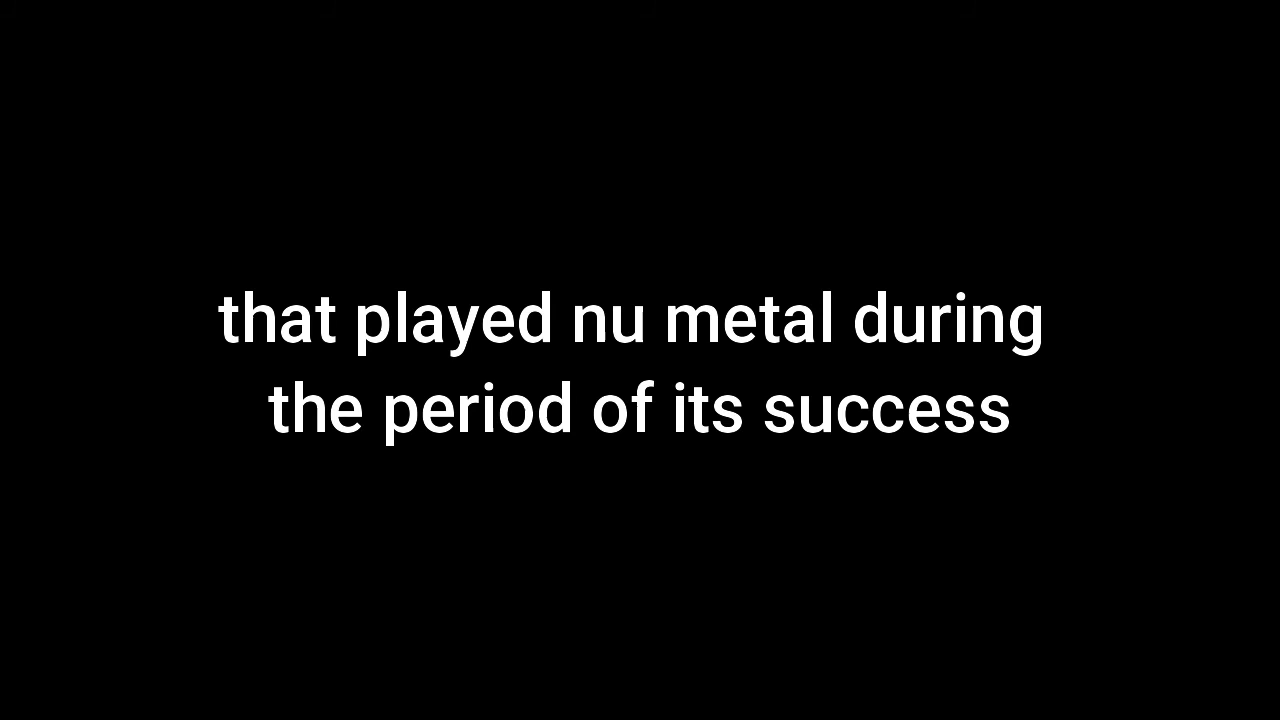 that played nu metal during
the period of its success